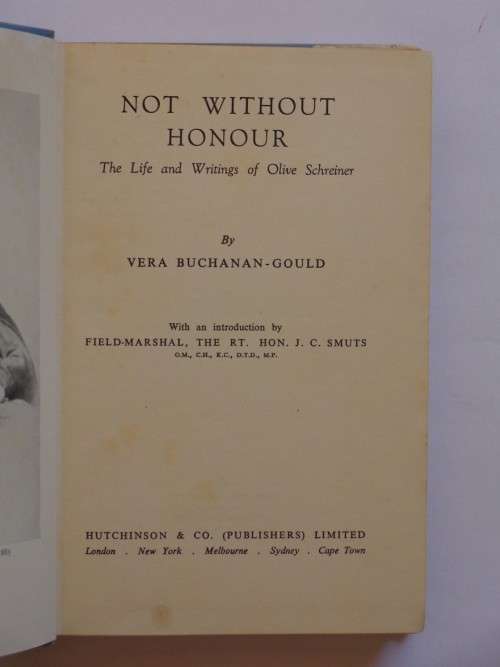 NOT WITHOUT
HONOUR
The Life and Writings of Olive Schreiner
By
VERA BUCHANAN-GOULD
With an introduction by
FIELD-MARSHAL, THE RT. HON. J. C. SMUTS
O.M., C.H., K.C., D.T.D., M.P.
HUTCHINSON & CO. (PUBLISHERS) LIMITED
London . New York . Melbourne . Sydney . Cape Town